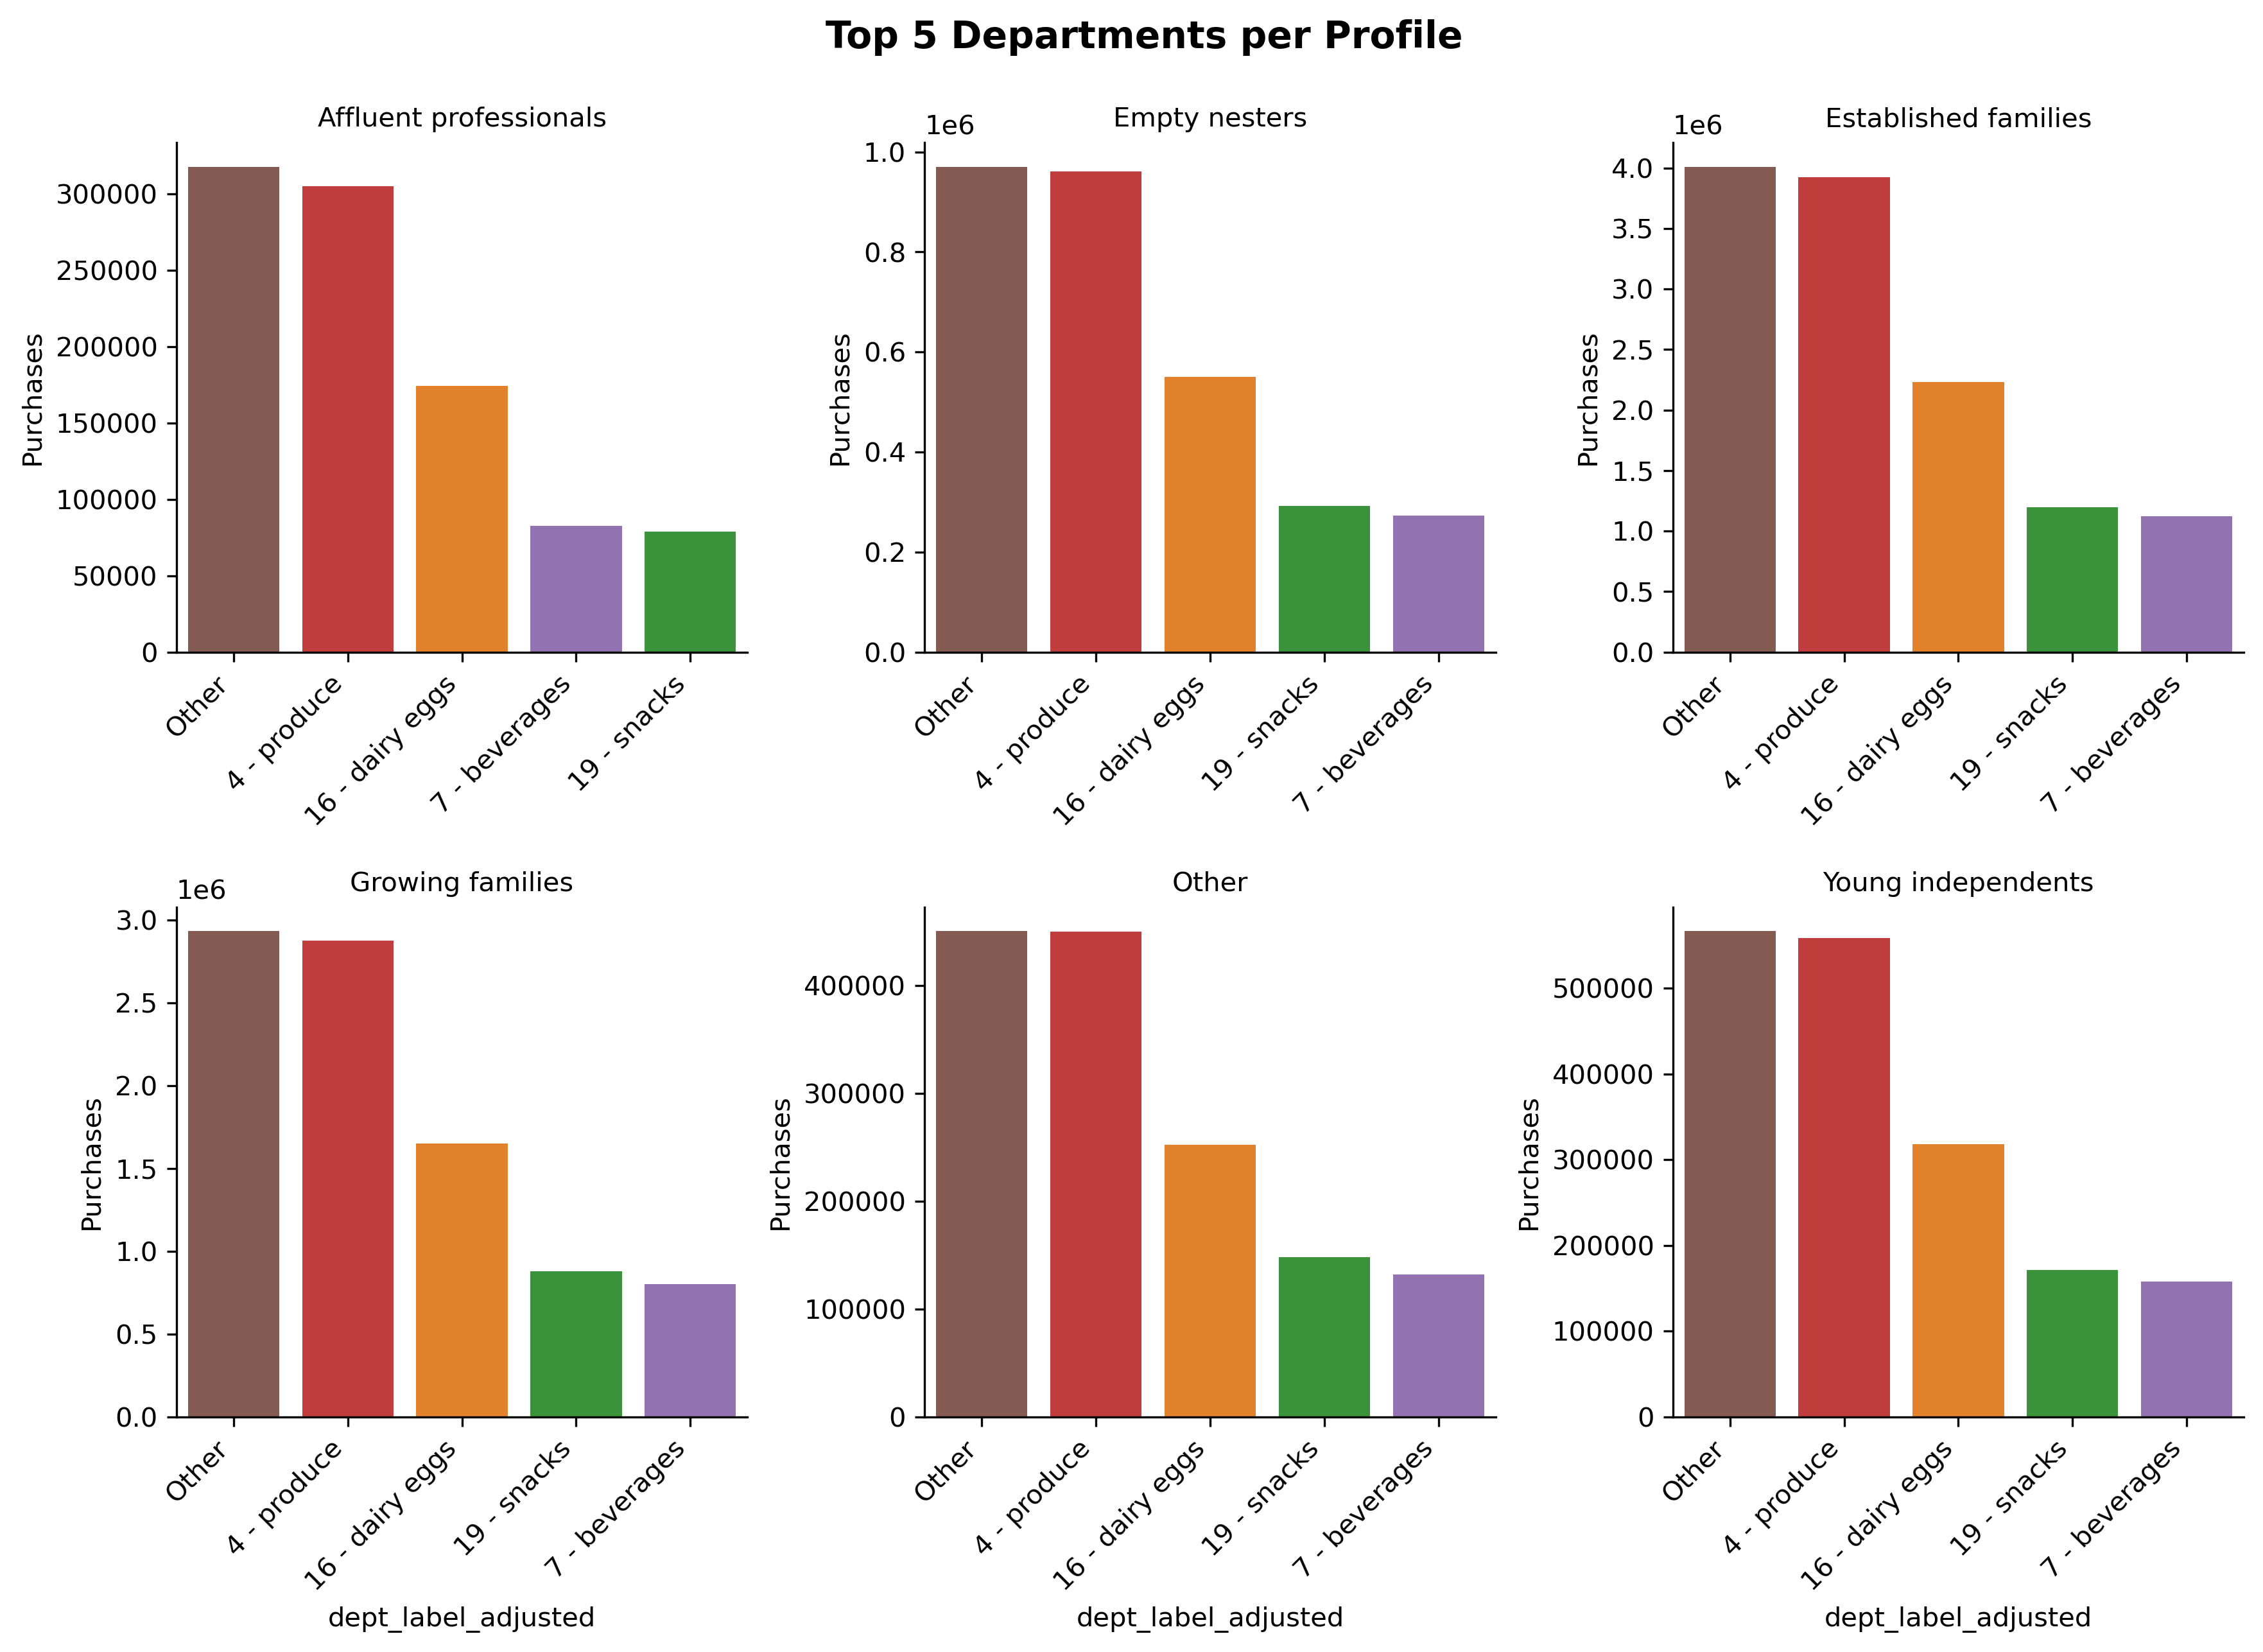 Top 5 Departments per Profile
Affluent professionals
Purchases
300000
250000
200000
150000
100000
50000
0
Other
4 - produce
16 - dairy eggs
7 - beverages
19 - snacks
Empty nesters
1e6
Purchases
1.0
0.8
0.6
0.4
0.2
0.0
Other
4 - produce
16 - dairy eggs
19 - snacks
7 - beverages
Established families
1e6
Purchases
4.0
3.5
3.0
2.5
2.0
1.5
1.0
0.5
0.0
Other
4 - produce
16 - dairy eggs
19 - snacks
7 - beverages
Growing families
1e6
Purchases
3.0
2.5
2.0
1.5
1.0
0.5
0.0
Other
4 - produce
16 - dairy eggs
19 - snacks
7 - beverages
dept_label_adjusted
Other
Purchases
400000
300000
200000
100000
0
Other
4 - produce
16 - dairy eggs
19 - snacks
7 - beverages
dept_label_adjusted
Young independents
Purchases
500000
400000
300000
200000
100000
0
Other
4 - produce
16 - dairy eggs
19 - snacks
7 - beverages
dept_label_adjusted